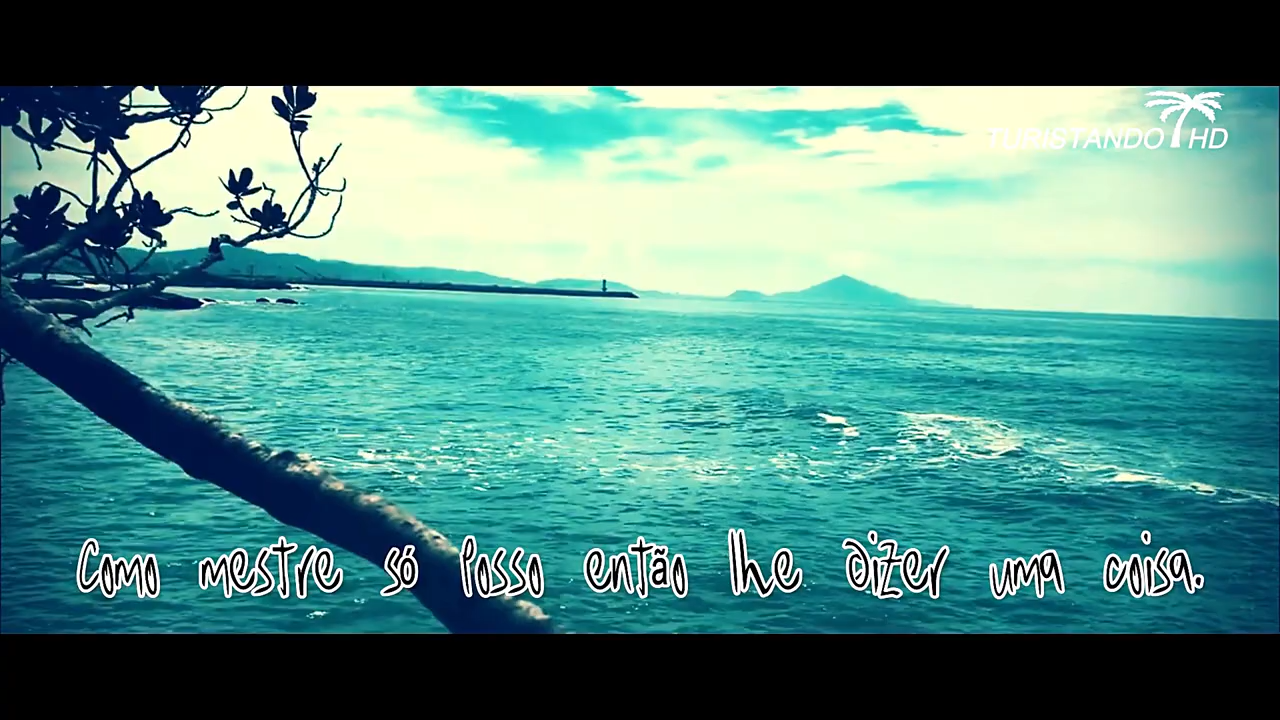 TURISTANDO HD
Como mestre só Posso então lhe dizer uma coisa.